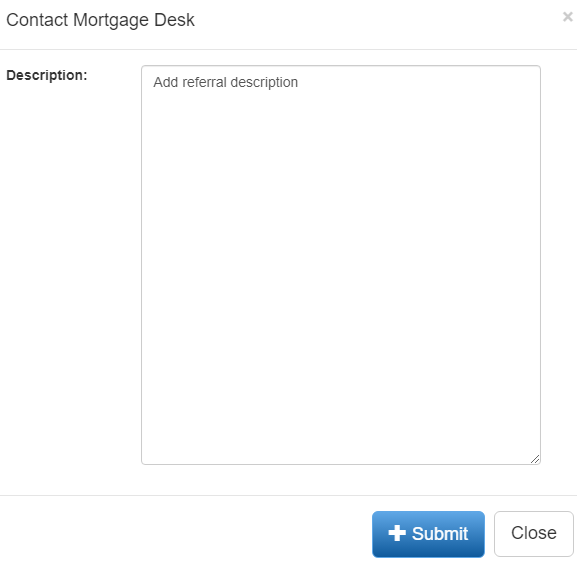 Contact Mortgage Desk
×
Description:
Add referral description
Submit
Close